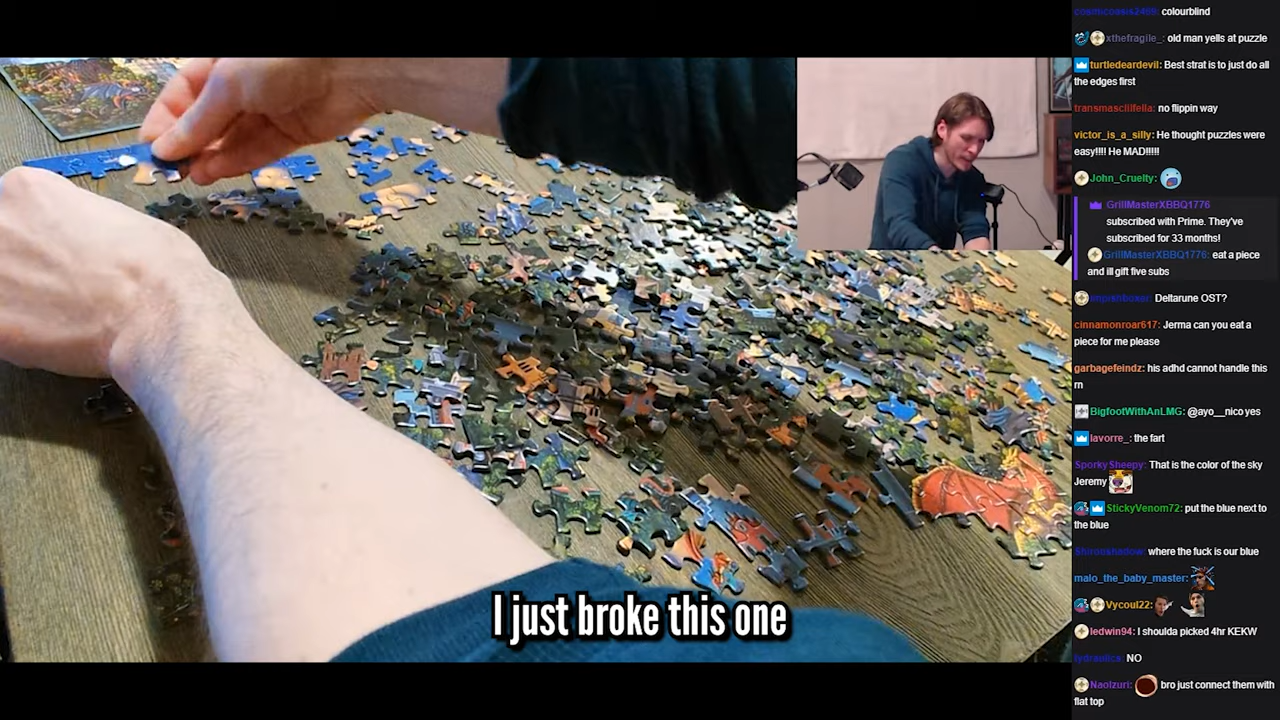 cosmicoasis2469: colourblind
xthefragile_: old man yells at puzzle
turtledeardevil: Best strat is to just do all
the edges first
transmasclilfella: no flippin way
victor_is_a_silly: He thought puzzles were
easy!!!! He MAD!!!!!
John_Cruelty:
GrillMasterXBBQ1776
subscribed with Prime. They've
subscribed for 33 months!
GrillMasterXBBQ1776: eat a piece
and ill gift five subs
Deltarune OST?
cinnamonroar617: Jerma can you eat a
piece for me please
garbagefeindz: his adhd cannot handle this
rn
BigfootWithAnLMG: @ayo__nico yes
lavorre_: the fart
SporkySheepy: That is the color of the sky
Jeremy
StickyVenom72: put the blue next to
the blue
Shironshadow: where the fuck is our blue
malo_the_baby_master:
Vycoul22:
ledwin94: I shoulda picked 4hr KEKW
lydraulics: NO
Naolzuri: bro just connect them with
flat top
I just broke this one